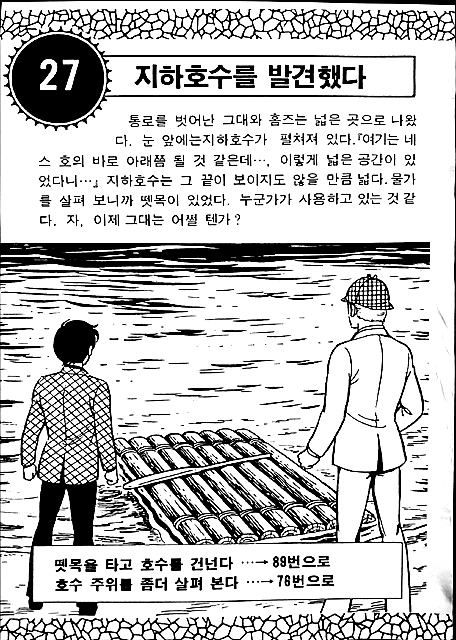 27
지하호수를 발견했다
통로를 벗어난 그대와 홈즈는 넓은 곳으로 나왔
다. 눈 앞에는지하호수가 펼쳐져 있다.『여기는 네
스 호의 바로 아래쯤 될 것 같은데…, 이렇게 넓은 공간이 있
었다니…』 지하호수는 그 끝이 보이지도 않을 만큼 넓다. 물가
를 살펴 보니까 뗏목이 있었다. 누군가가 사용하고 있는 것 같
다. 자, 이제 그대는 어쩔 텐가?
뗏목을 타고 호수를 건넌다 …→ 89번으로
호수 주위를 좀더 살펴 본다 …→ 76번으로